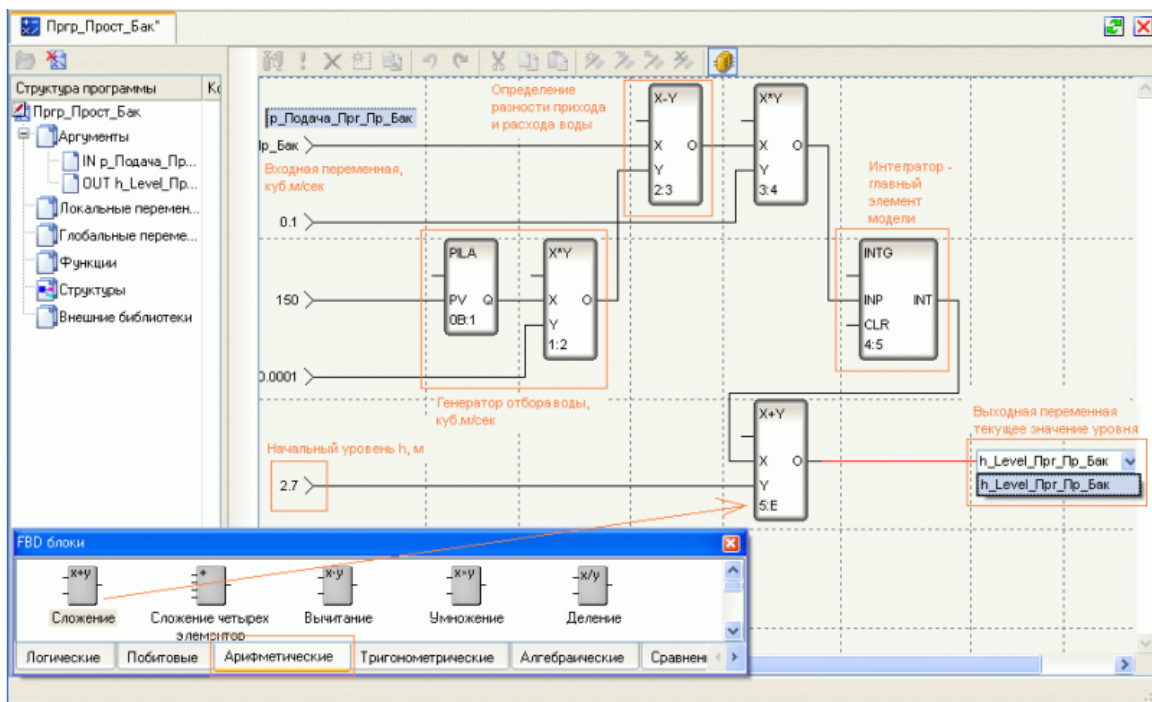 Пргр_Прост_Бак*
Структура программы
Пргр_Прост_Бак
Аргументы
IN p_Подача_Пр...
OUT h_Level_Пр...
Локальные перемен...
Глобальные переме...
Функции
Структуры
Внешние библиотеки
p_Подача_Прг_Пр_Бак
Пр_Бак
Входная переменная,
куб.м/сек
0.1
150
0.0001
Начальный уровень h, м
2.7
Определение
разности прихода
и расхода воды
X-Y
X O
Y
2:3
X*Y
X O
Y
3:4
Интегратор -
главный
элемент
модели
PILA
PV Q
0B:1
X*Y
X O
Y
1:2
Генератор отбора воды,
куб.м/сек
INTG
INP INT
CLR
4:5
X+Y
X O
Y
5:E
Выходная переменная
текущее значение уровня
h_Level_Прг_Пр_Бак
h_Level_Прг_Пр_Бак
FBD блоки
x+y
+
x-y
x*y
x/y
Сложение
Сложение четырех
элементов
Вычитание
Умножение
Деление
Логические
Побитовые
Арифметические
Тригонометрические
Алгебраические
Сравнен